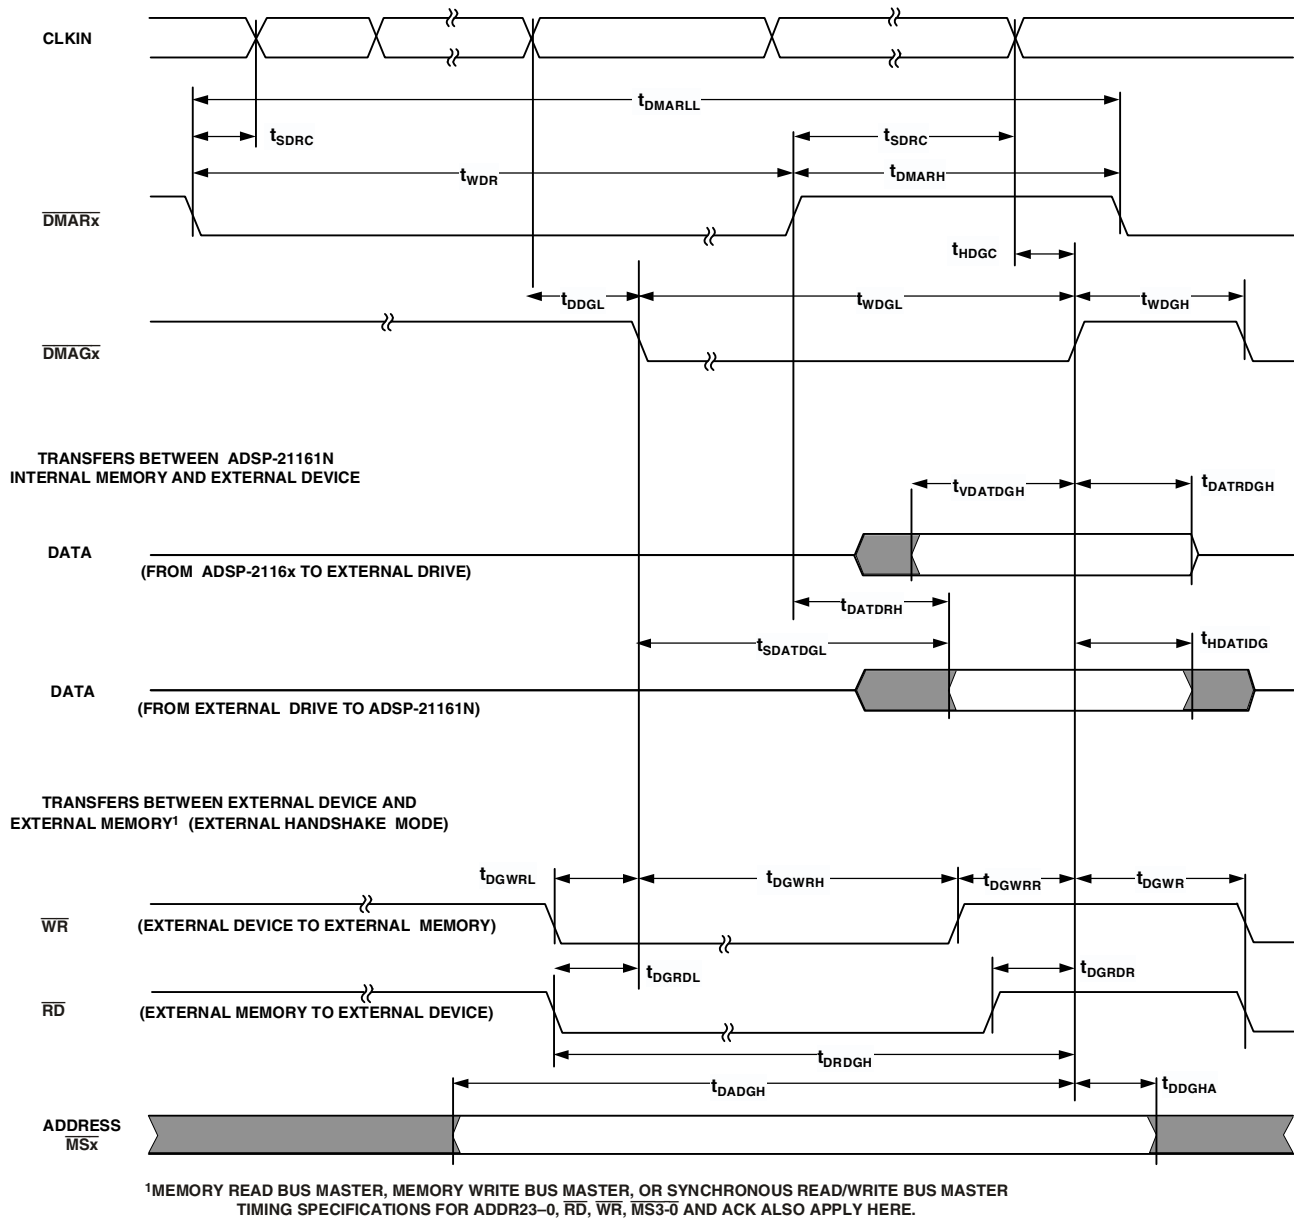 CLKIN
tDMARLL
tSDRC
tSDRC
tWDR
tDMARH
DMARx
tHDGC
tDDGL
tWDGL
tWDGH
DMAGx
TRANSFERS BETWEEN ADSP-21161N
INTERNAL MEMORY AND EXTERNAL DEVICE
tVDATDGH
tDATRDGH
DATA
(FROM ADSP-2116x TO EXTERNAL DRIVE)
tDATDRH
tSDATDGL
tHDATIDG
DATA
(FROM EXTERNAL DRIVE TO ADSP-21161N)
TRANSFERS BETWEEN EXTERNAL DEVICE AND
EXTERNAL MEMORY1 (EXTERNAL HANDSHAKE MODE)
tDGWRL
tDGWRH
tDGWRR
tDGWR
WR
(EXTERNAL DEVICE TO EXTERNAL MEMORY)
tDGRDL
tDGRDR
RD
(EXTERNAL MEMORY TO EXTERNAL DEVICE)
tDRDGH
tDADGH
tDDGHA
ADDRESS
MSx
1MEMORY READ BUS MASTER, MEMORY WRITE BUS MASTER, OR SYNCHRONOUS READ/WRITE BUS MASTER
TIMING SPECIFICATIONS FOR ADDR23–0, RD, WR, MS3-0 AND ACK ALSO APPLY HERE.